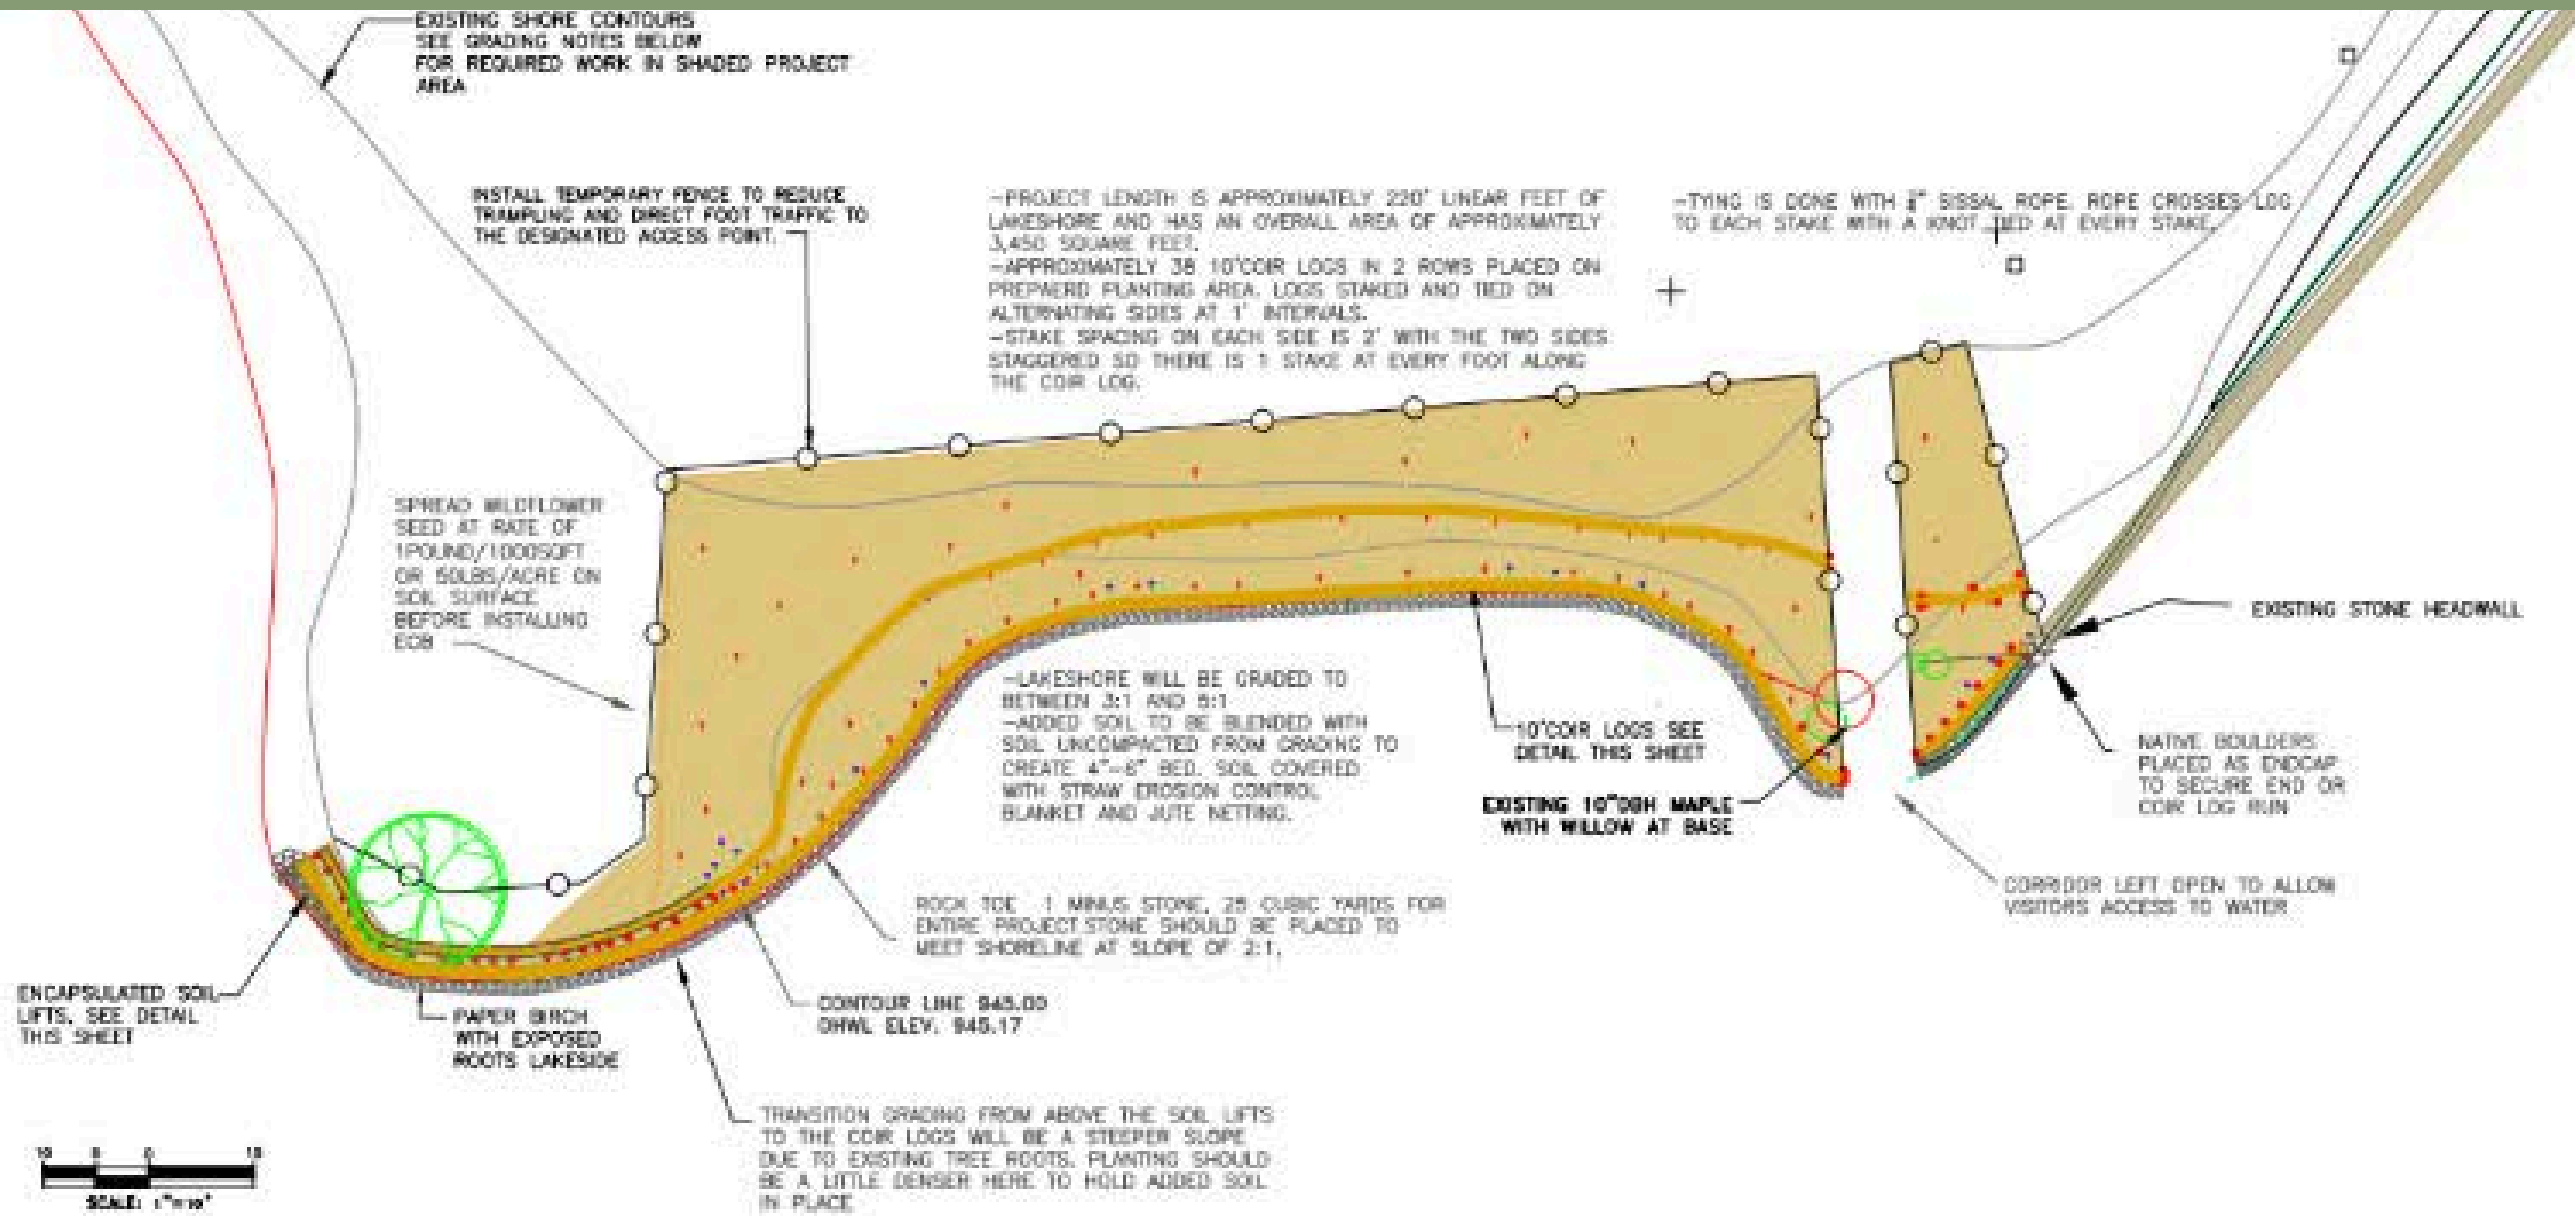 EXISTING SHORE CONTOURS
SEE GRADING NOTES BELOW
FOR REQUIRED WORK IN SHADED PROJECT
AREA
INSTALL TEMPORARY FENCE TO REDUCE
TRAMPLING AND DIRECT FOOT TRAFFIC TO
THE DESIGNATED ACCESS POINT.
-PROJECT LENGTH IS APPROXIMATELY 220' LINEAR FEET OF
LAKESHORE AND HAS AN OVERALL AREA OF APPROXIMATELY
3,450 SQUARE FEET.
-APPROXIMATELY 38 10'COIR LOGS IN 2 ROWS PLACED ON
PREPAERD PLANTING AREA. LOGS STAKED AND TIED ON
ALTERNATING SIDES AT 1' INTERVALS.
-STAKE SPACING ON EACH SIDE IS 2' WITH THE TWO SIDES
STAGGERED SO THERE IS 1 STAKE AT EVERY FOOT ALONG
THE COIR LOG.
-TYING IS DONE WITH SISSAL ROPE. ROPE CROSSES LOG
TO EACH STAKE WITH A KNOT TIED AT EVERY STAKE.
SPREAD WILDFLOWER
SEED AT RATE OF
1POUND/1000SQFT
OR 50LBS/ACRE ON
SOIL SURFACE
BEFORE INSTALLING
ECB
EXISTING STONE HEADWALL
-LAKESHORE WILL BE GRADED TO
BETWEEN 3:1 AND 5:1
-ADDED SOIL TO BE BLENDED WITH
SOIL UNCOMPACTED FROM GRADING TO
CREATE 4"-6" BED. SOIL COVERED
WITH STRAW EROSION CONTROL
BLANKET AND JUTE NETTING.
10'COIR LOGS SEE
DETAIL THIS SHEET
EXISTING 10"DBH MAPLE
WITH WILLOW AT BASE
NATIVE BOULDERS
PLACED AS ENDCAP
TO SECURE END OR
COIR LOG RUN
CORRIDOR LEFT OPEN TO ALLOW
VISITORS ACCESS TO WATER
ROCK TOE 1 MINUS STONE, 25 CUBIC YARDS FOR
ENTIRE PROJECT.STONE SHOULD BE PLACED TO
MEET SHORELINE AT SLOPE OF 2:1.
ENCAPSULATED SOIL
LIFTS. SEE DETAIL
THIS SHEET
PAPER BIRCH
WITH EXPOSED
ROOTS LAKESIDE
CONTOUR LINE 945.00
OHWL ELEV. 945.17
TRANSITION GRADING FROM ABOVE THE SOIL LIFTS
TO THE COIR LOGS WILL BE A STEEPER SLOPE
DUE TO EXISTING TREE ROOTS. PLANTING SHOULD
BE A LITTLE DENSER HERE TO HOLD ADDED SOIL
IN PLACE
10 5 0 10
SCALE: 1"=10'